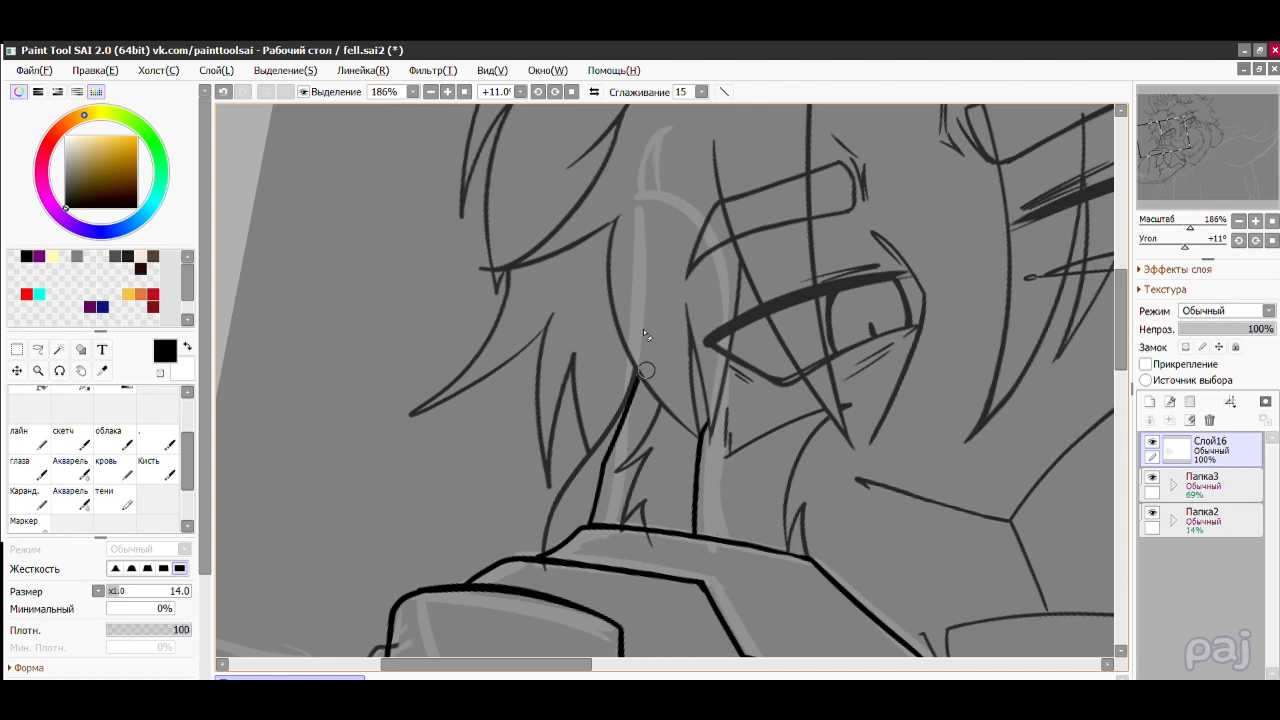 Paint Tool SAI 2.0 (64bit) vk.com/painttoolsai - Рабочий стол / fell.sai2 (*)
Файл(F) Правка(E) Холст(C) Слой(L) Выделение(S) Линейка(R) Фильтр(T) Вид(V) Окно(W) Помощь(H)
Выделение 186% +11.0° Сглаживание 15
Масштаб 186%
Угол +11°
Эффекты слоя
Текстура
Режим Обычный
Непроз. 100%
Замок
Прикрепление
Источник выбора
Слой16
Обычный
100%
Папка3
Обычный
69%
Папка2
Обычный
14%
T
лайн скетч облака .
глаза Акварель кровь Кисть
Каранд. Акварель тени
Маркер
Режим Обычный
Жесткость
Размер x1.0 14.0
Минимальный 0%
Плотн. 100
Мин. Плотн. 0%
Форма
paj